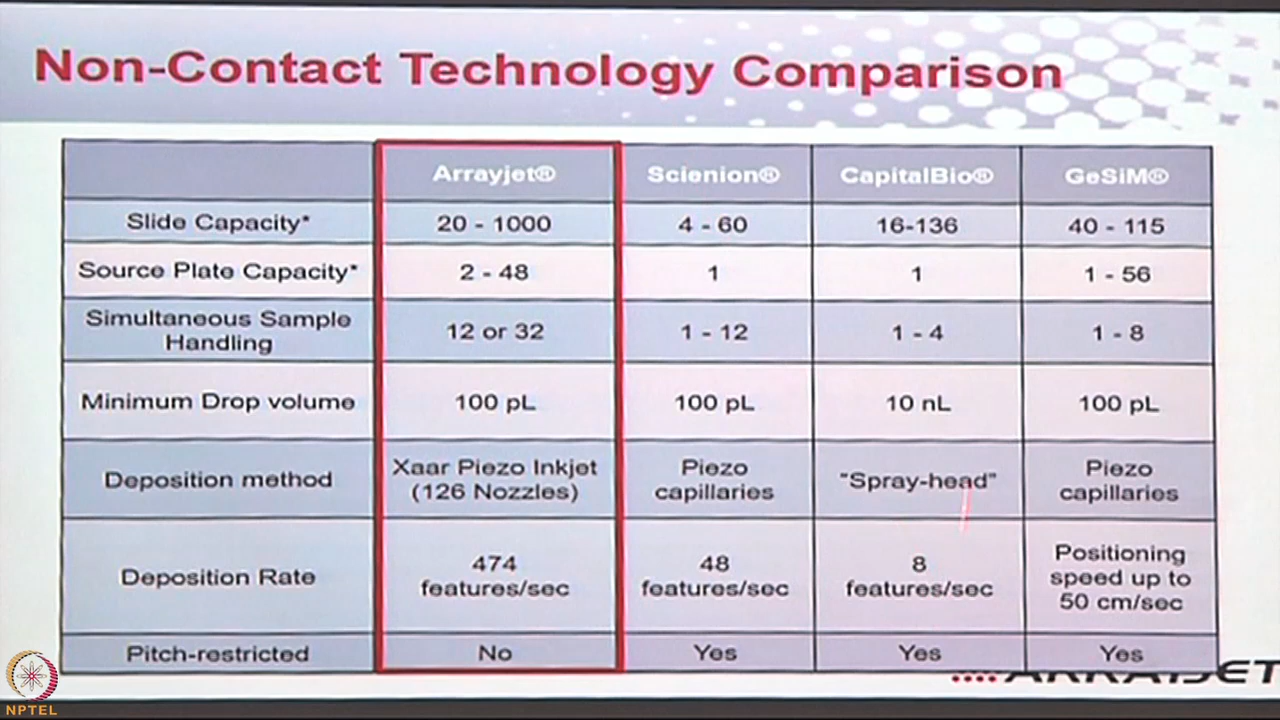 Non-Contact Technology Comparison
Arrayjet® Scienion® CapitalBio® GeSiM®
Slide Capacity* 20 - 1000 4 - 60 16-136 40 - 115
Source Plate Capacity* 2 - 48 1 1 1 - 56
Simultaneous Sample
Handling
12 or 32 1 - 12 1 - 4 1 - 8
Minimum Drop volume 100 pL 100 pL 10 nL 100 pL
Deposition method
Xaar Piezo Inkjet
(126 Nozzles)
Piezo
capillaries
"Spray-head"
Piezo
capillaries
Deposition Rate
474
features/sec
48
features/sec
8
features/sec
Positioning
speed up to
50 cm/sec
Pitch-restricted No Yes Yes Yes
ARRAYJET
NPTEL